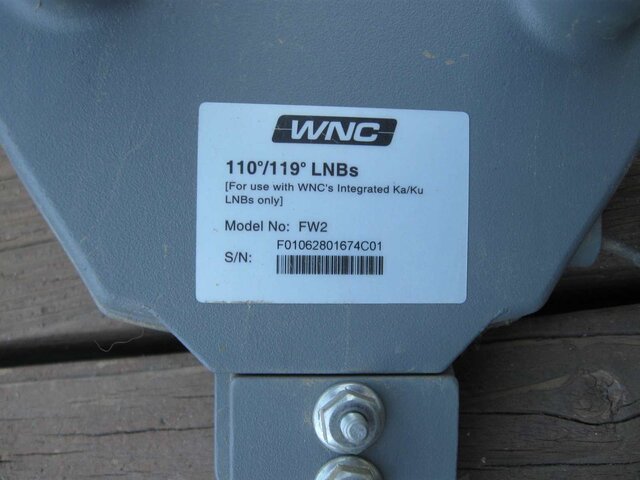 WNC
110°/119° LNBs
[For use with WNC's Integrated Ka/Ku
LNBs only]
Model No: FW2
F01062801674C01
S/N: